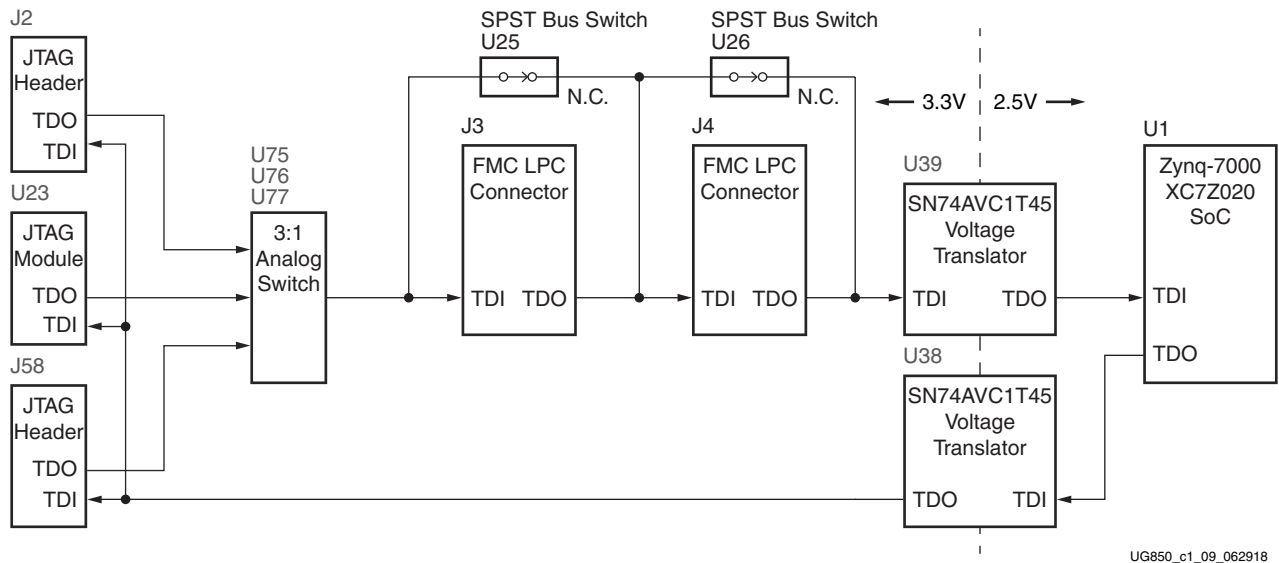 J2
JTAG
Header
TDO
TDI
U23
JTAG
Module
TDO
TDI
J58
JTAG
Header
TDO
TDI
U75
U76
U77
3:1
Analog
Switch
SPST Bus Switch
U25
N.C.
J3
FMC LPC
Connector
TDI TDO
SPST Bus Switch
U26
N.C.
J4
FMC LPC
Connector
TDI TDO
3.3V 2.5V
U39
SN74AVC1T45
Voltage
Translator
TDI TDO
U38
SN74AVC1T45
Voltage
Translator
TDO TDI
U1
Zynq-7000
XC7Z020
SoC
TDI
TDO
UG850_c1_09_062918